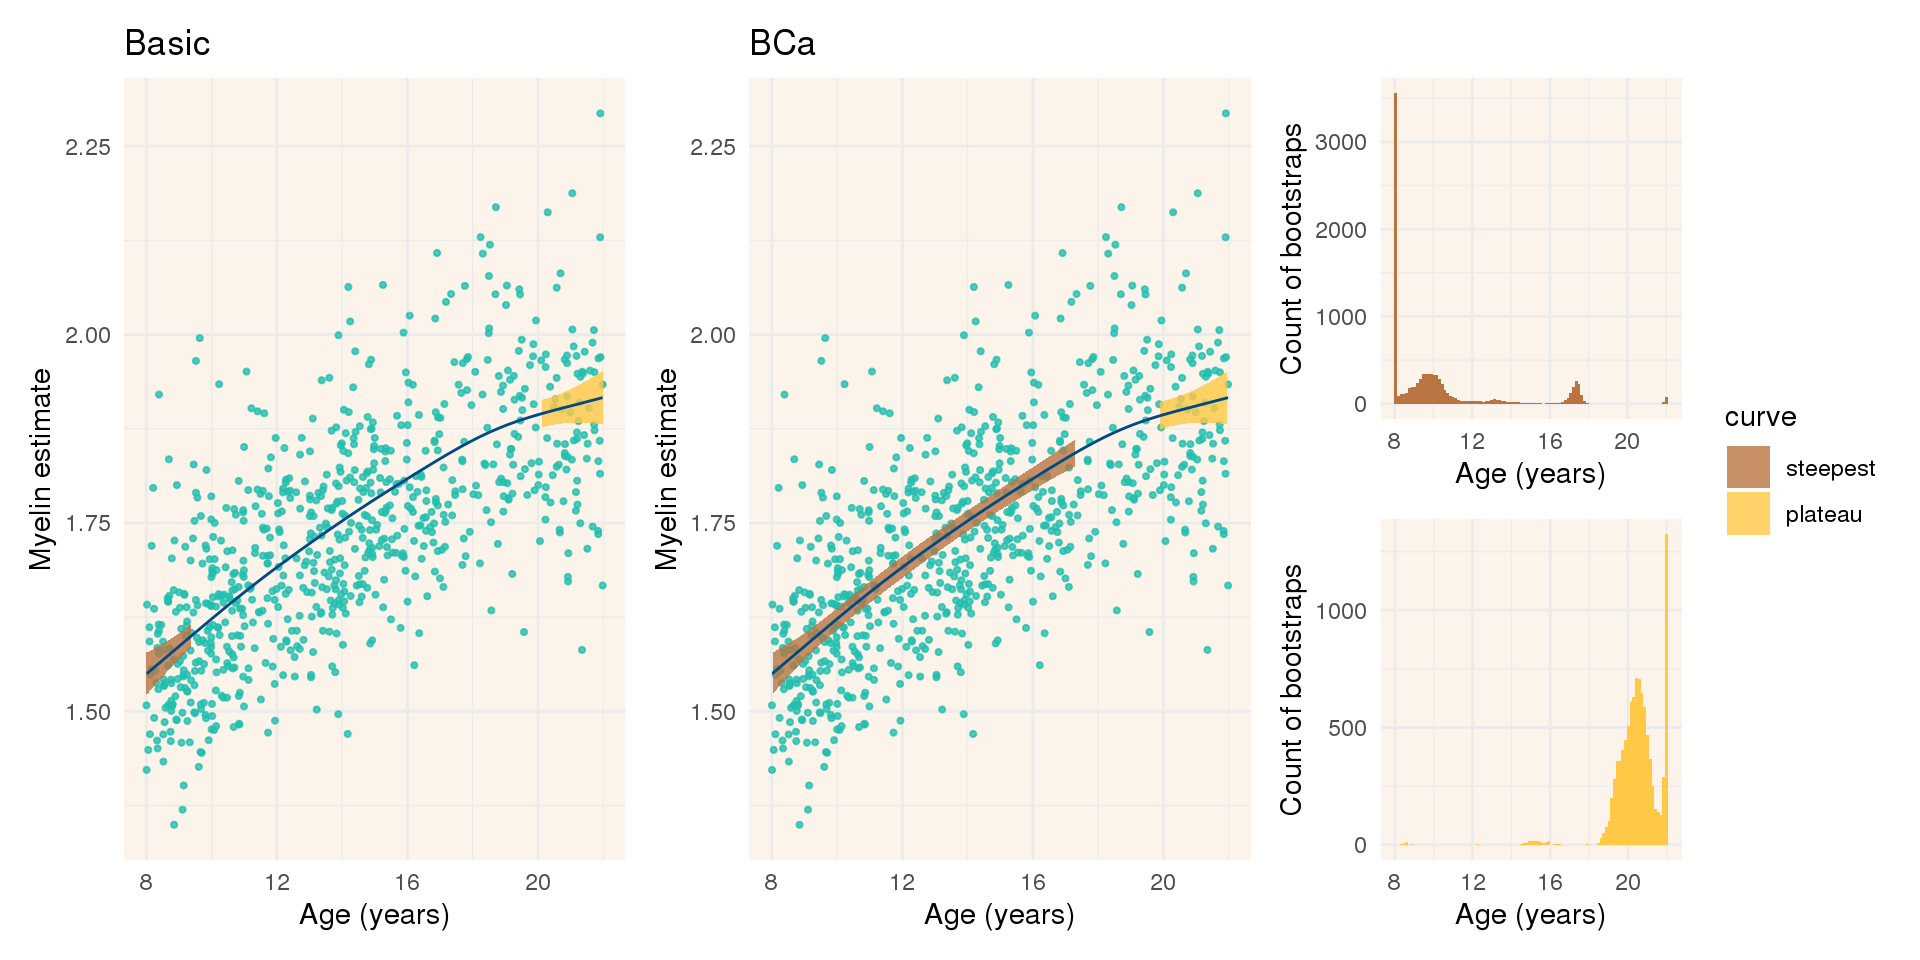 Basic
Myelin estimate
2.25
2.00
1.75
1.50
8 12 16 20
Age (years)
BCa
Myelin estimate
2.25
2.00
1.75
1.50
8 12 16 20
Age (years)
Count of bootstraps
3000
2000
1000
0
8 12 16 20
Age (years)
Count of bootstraps
1000
500
0
8 12 16 20
Age (years)
curve
steepest
plateau